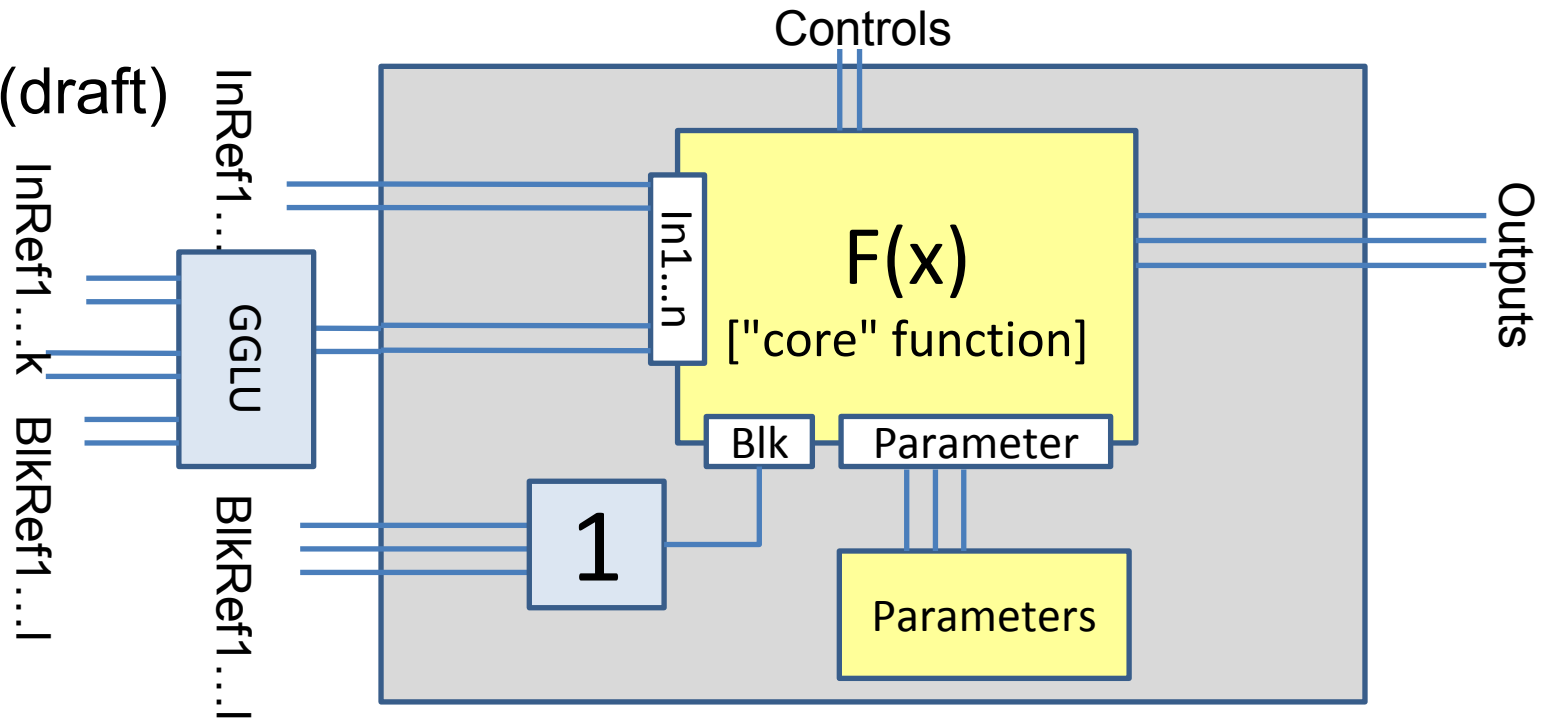 Controls
(draft)
InRef1...
InRef1...k
BlkRef1...l
GGLU
BlkRef1...l
In1...n
F(x)
["core" function]
Outputs
Blk
Parameter
1
Parameters